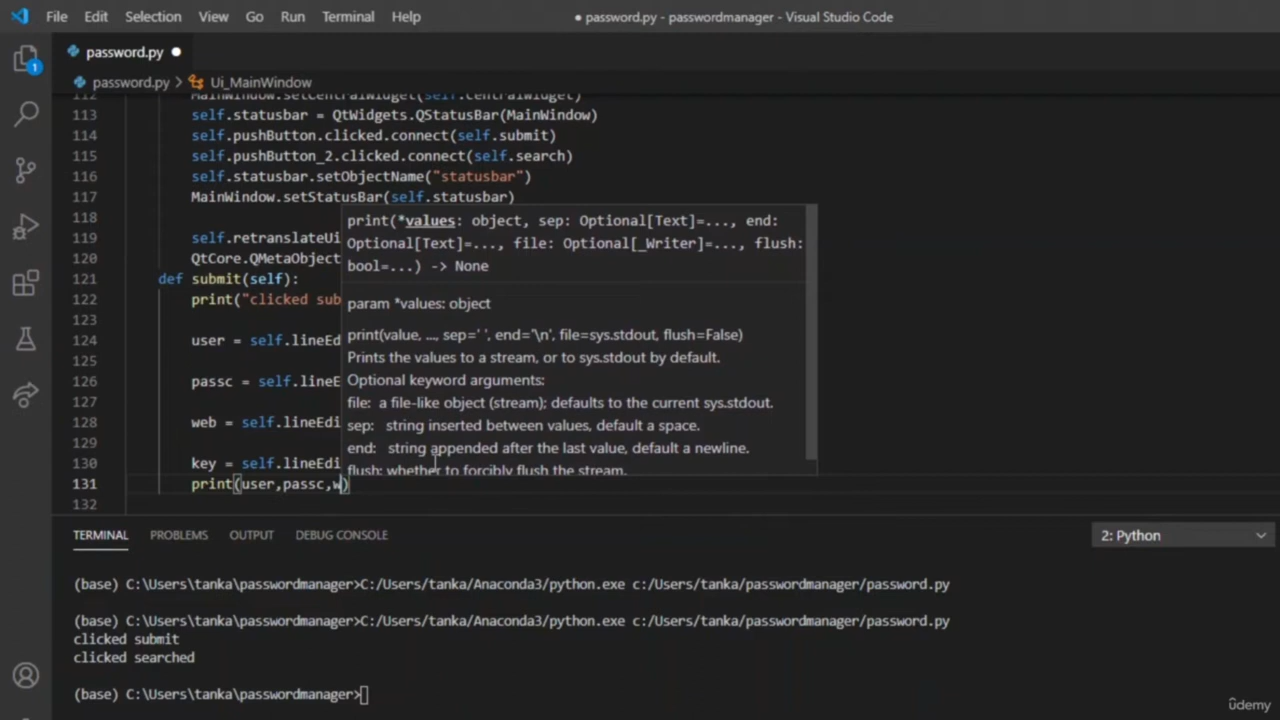 File Edit Selection View Go Run Terminal Help ● password.py - passwordmanager - Visual Studio Code
1
password.py ●
password.py > Ui_MainWindow
112 MainWindow.setCentralWidget(self.centralwidget)
113 self.statusbar = QtWidgets.QStatusBar(MainWindow)
114 self.pushButton.clicked.connect(self.submit)
115 self.pushButton_2.clicked.connect(self.search)
116 self.statusbar.setObjectName("statusbar")
117 MainWindow.setStatusBar(self.statusbar)
118
119 self.retranslateUi
120 QtCore.QMetaObject
121 def submit(self):
122 print("clicked sub
123
124 user = self.lineEd
125
126 passc = self.lineE
127
128 web = self.lineEdi
129
130 key = self.lineEdi
131 print(user,passc,w)
132
print(*values: object, sep: Optional[Text]=..., end:
Optional[Text]=..., file: Optional[_Writer]=..., flush:
bool=...) -> None
param *values: object
print(value, ..., sep=' ', end='\n', file=sys.stdout, flush=False)
Prints the values to a stream, or to sys.stdout by default.
Optional keyword arguments:
file: a file-like object (stream); defaults to the current sys.stdout.
sep: string inserted between values, default a space.
end: string appended after the last value, default a newline.
flush: whether to forcibly flush the stream.
TERMINAL PROBLEMS OUTPUT DEBUG CONSOLE 2: Python
(base) C:\Users\tanka\passwordmanager>C:/Users/tanka/Anaconda3/python.exe c:/Users/tanka/passwordmanager/password.py
(base) C:\Users\tanka\passwordmanager>C:/Users/tanka/Anaconda3/python.exe c:/Users/tanka/passwordmanager/password.py
clicked submit
clicked searched
(base) C:\Users\tanka\passwordmanager>
ûdemy